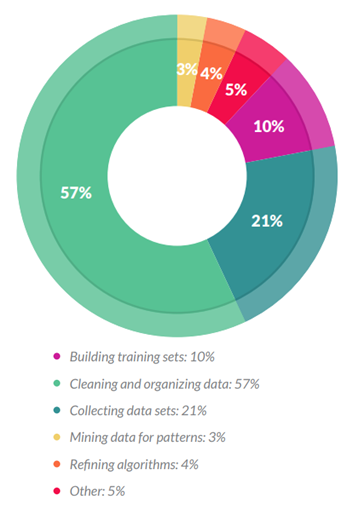 3%
4%
5%
10%
21%
57%
Building training sets: 10%
Cleaning and organizing data: 57%
Collecting data sets: 21%
Mining data for patterns: 3%
Refining algorithms: 4%
Other: 5%